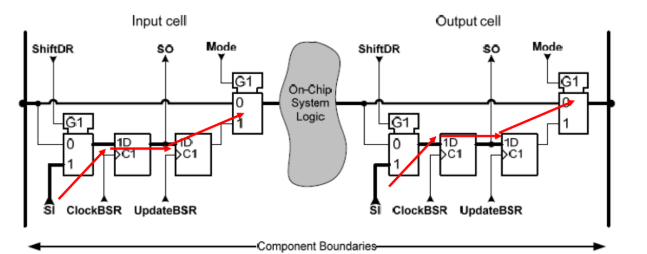 Input cell
Output cell
ShiftDR SO Mode
ShiftDR SO Mode
G1
G1
On-Chip
System
Logic
0
1
0
1
G1
G1
0
1
0
1
1D
C1
1D
C1
1D
C1
1D
C1
SI ClockBSR UpdateBSR
SI ClockBSR UpdateBSR
Component Boundaries